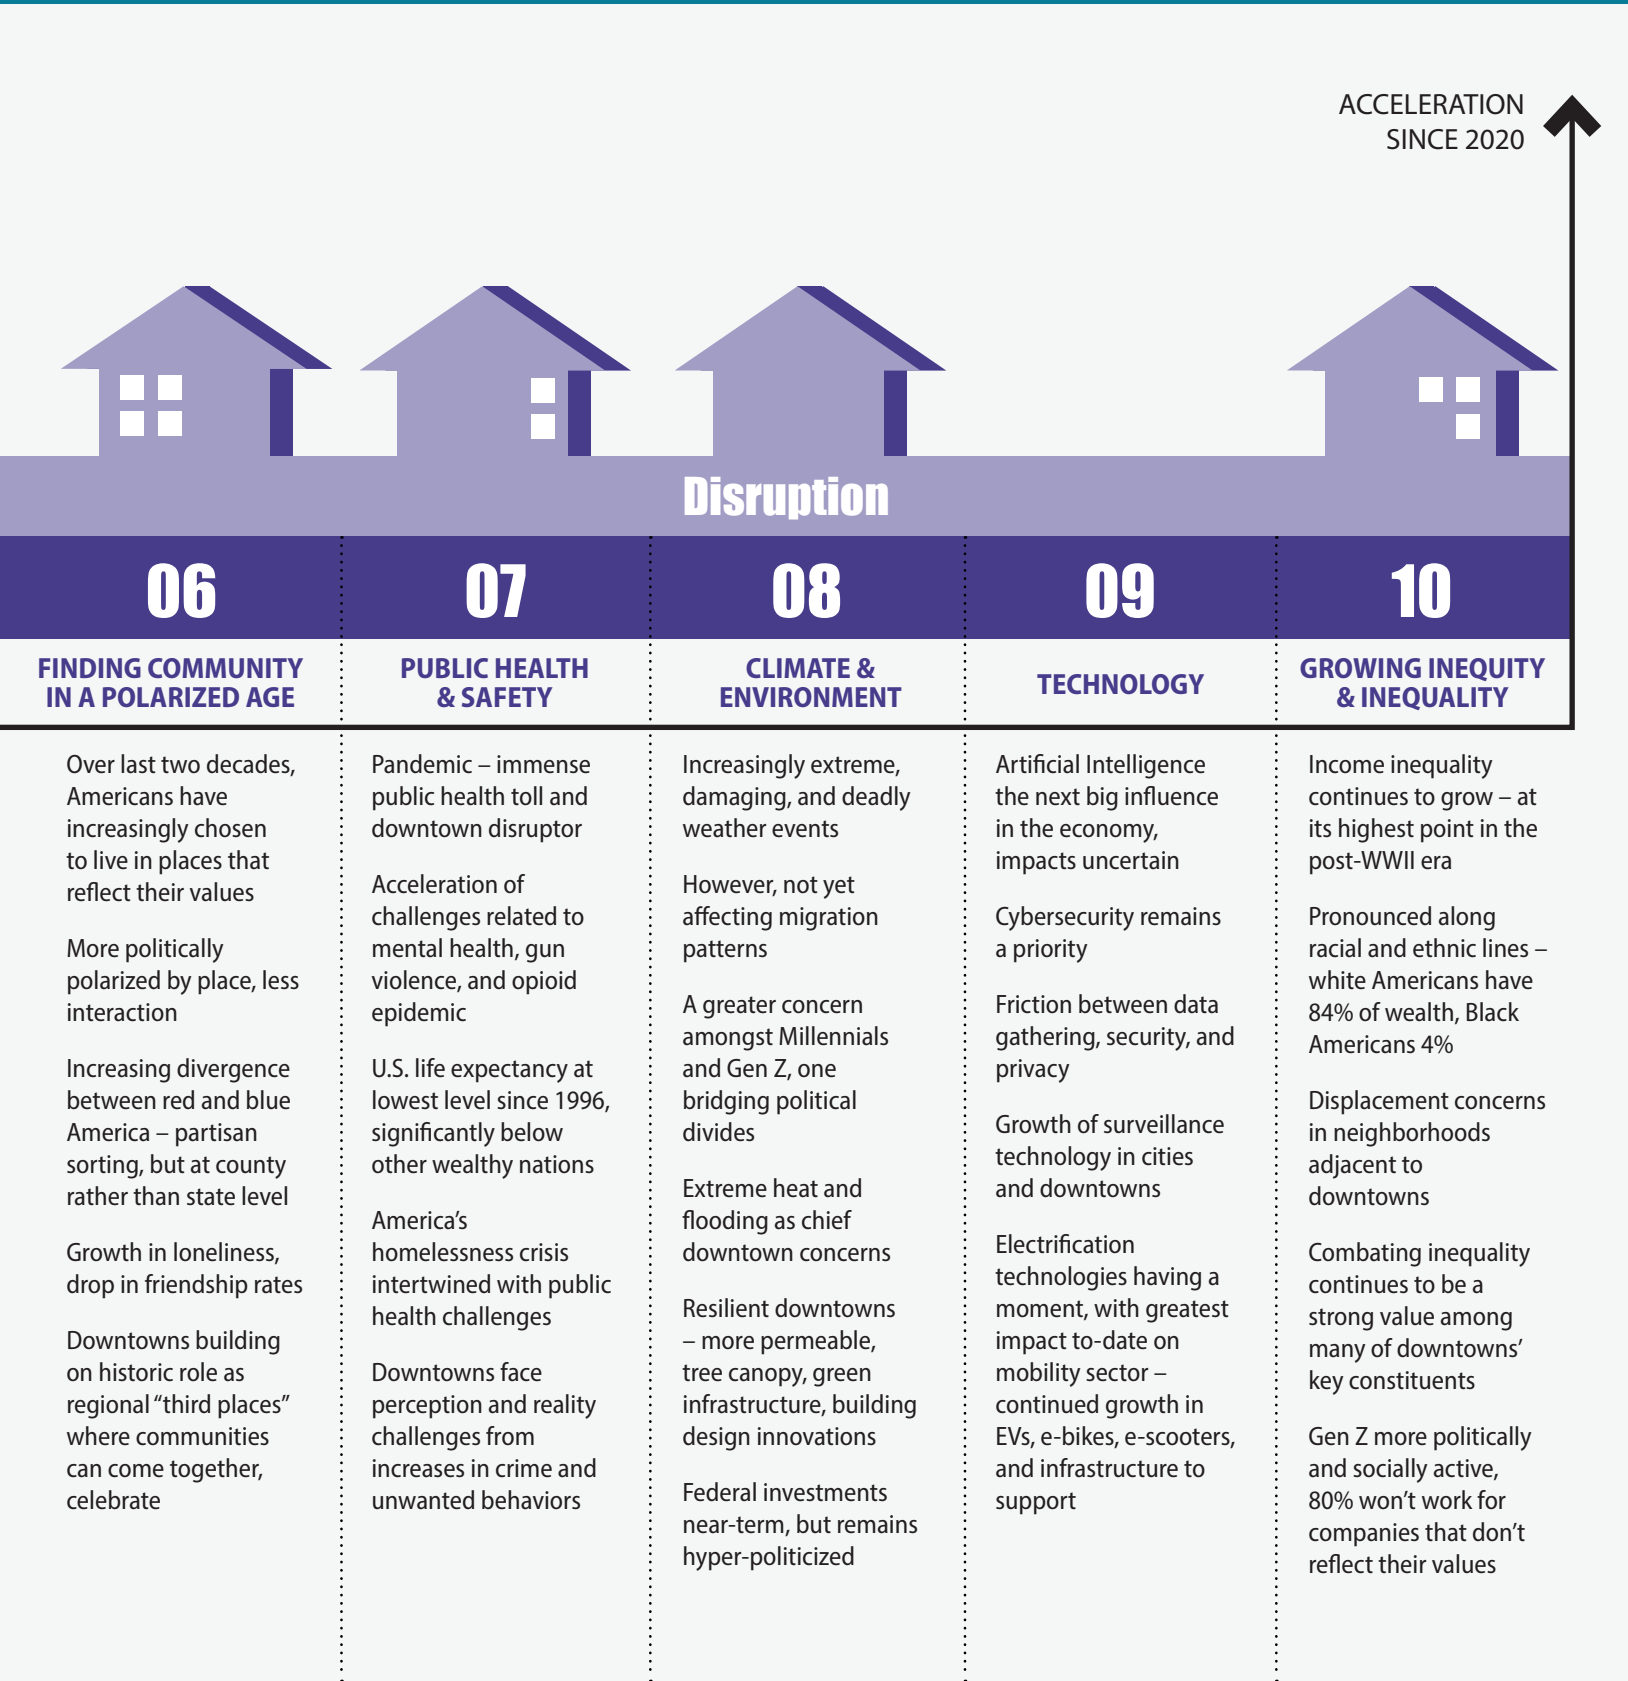 ACCELERATION
SINCE 2020
Disruption
06
FINDING COMMUNITY
IN A POLARIZED AGE
Over last two decades,
Americans have
increasingly chosen
to live in places that
reflect their values
More politically
polarized by place, less
interaction
Increasing divergence
between red and blue
America – partisan
sorting, but at county
rather than state level
Growth in loneliness,
drop in friendship rates
Downtowns building
on historic role as
regional “third places”
where communities
can come together,
celebrate
07
PUBLIC HEALTH
& SAFETY
Pandemic – immense
public health toll and
downtown disruptor
Acceleration of
challenges related to
mental health, gun
violence, and opioid
epidemic
U.S. life expectancy at
lowest level since 1996,
significantly below
other wealthy nations
America’s
homelessness crisis
intertwined with public
health challenges
Downtowns face
perception and reality
challenges from
increases in crime and
unwanted behaviors
08
CLIMATE &
ENVIRONMENT
Increasingly extreme,
damaging, and deadly
weather events
However, not yet
affecting migration
patterns
A greater concern
amongst Millennials
and Gen Z, one
bridging political
divides
Extreme heat and
flooding as chief
downtown concerns
Resilient downtowns
– more permeable,
tree canopy, green
infrastructure, building
design innovations
Federal investments
near-term, but remains
hyper-politicized
09
TECHNOLOGY
Artificial Intelligence
the next big influence
in the economy,
impacts uncertain
Cybersecurity remains
a priority
Friction between data
gathering, security, and
privacy
Growth of surveillance
technology in cities
and downtowns
Electrification
technologies having a
moment, with greatest
impact to-date on
mobility sector –
continued growth in
EVs, e-bikes, e-scooters,
and infrastructure to
support
10
GROWING INEQUITY
& INEQUALITY
Income inequality
continues to grow – at
its highest point in the
post-WWII era
Pronounced along
racial and ethnic lines –
white Americans have
84% of wealth, Black
Americans 4%
Displacement concerns
in neighborhoods
adjacent to
downtowns
Combating inequality
continues to be a
strong value among
many of downtowns’
key constituents
Gen Z more politically
and socially active,
80% won’t work for
companies that don’t
reflect their values